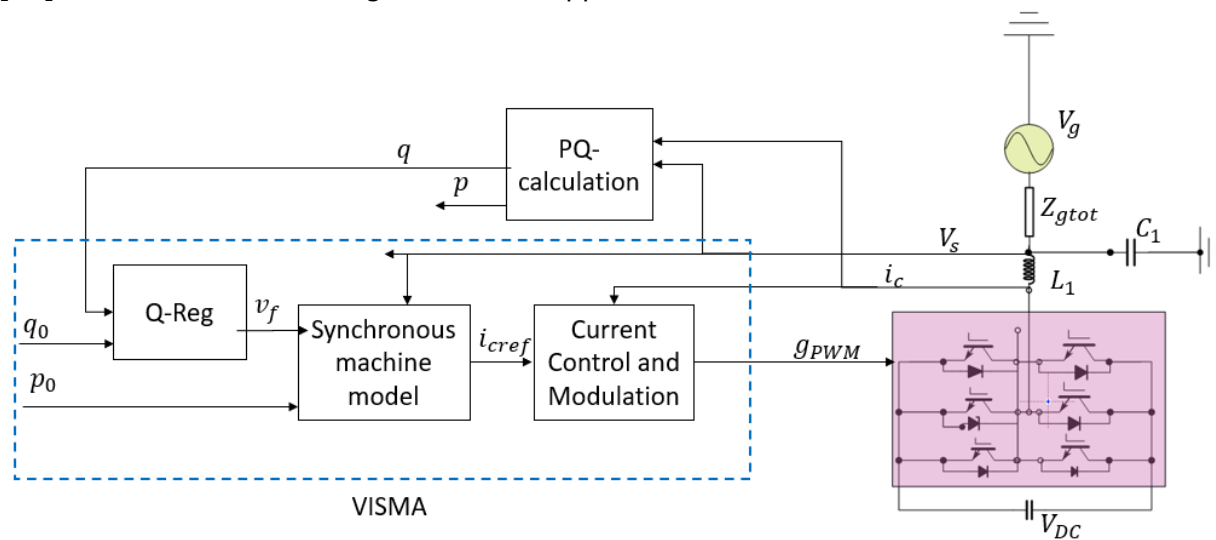 V_g
PQ-
calculation
q
p
Z_gtot
C_1
V_s
i_c
L_1
Q-Reg
v_f
q_0
Synchronous
machine
model
i_cref
Current
Control and
Modulation
g_PWM
p_0
VISMA
V_DC